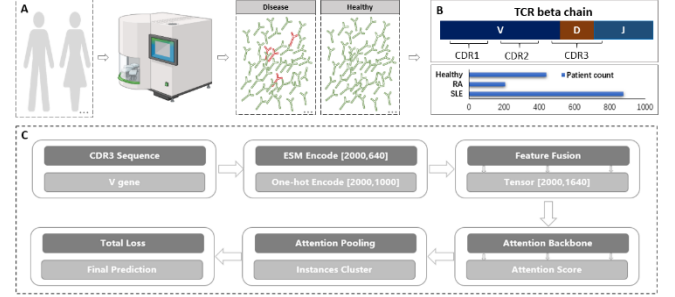 A
...
Disease
Healthy
...
...
B
TCR beta chain
V D J
CDR1 CDR2 CDR3
Healthy
RA
SLE
Patient count
0 200 400 600 800 1000
C
CDR3 Sequence
V gene
ESM Encode [2000,640]
One-hot Encode [2000,1000]
Feature Fusion
Tensor [2000,1640]
Attention Backbone
Attention Score
Attention Pooling
Instances Cluster
Total Loss
Final Prediction